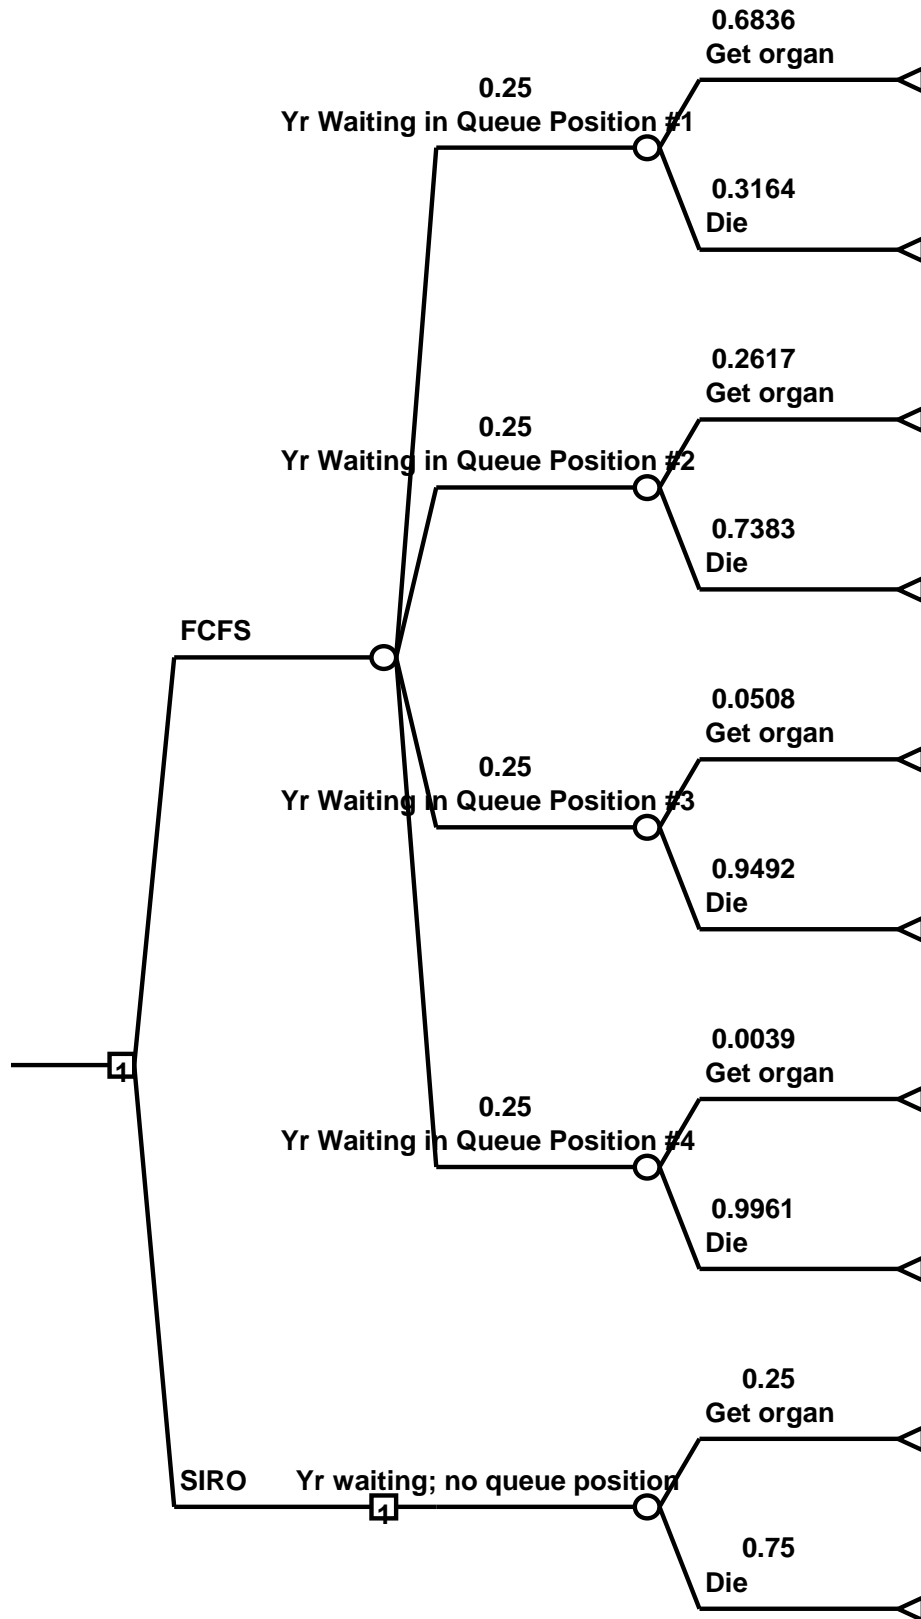 0.6836
Get organ
0.25
Yr Waiting in Queue Position #1
0.3164
Die
0.2617
Get organ
0.25
Yr Waiting in Queue Position #2
0.7383
Die
FCFS
0.0508
Get organ
0.25
Yr Waiting in Queue Position #3
0.9492
Die
0.0039
Get organ
1
0.25
Yr Waiting in Queue Position #4
0.9961
Die
0.25
Get organ
SIRO
Yr waiting; no queue position
1
0.75
Die